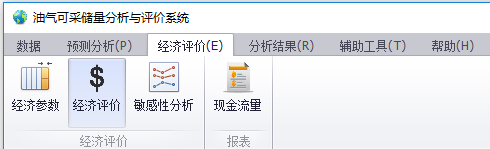 油气可采储量分析与评价系统
数据 预测分析(P) 经济评价(E) 分析结果(R) 辅助工具(T) 帮助(H)
$
经济参数 经济评价 敏感性分析 现金流量
经济评价 报表